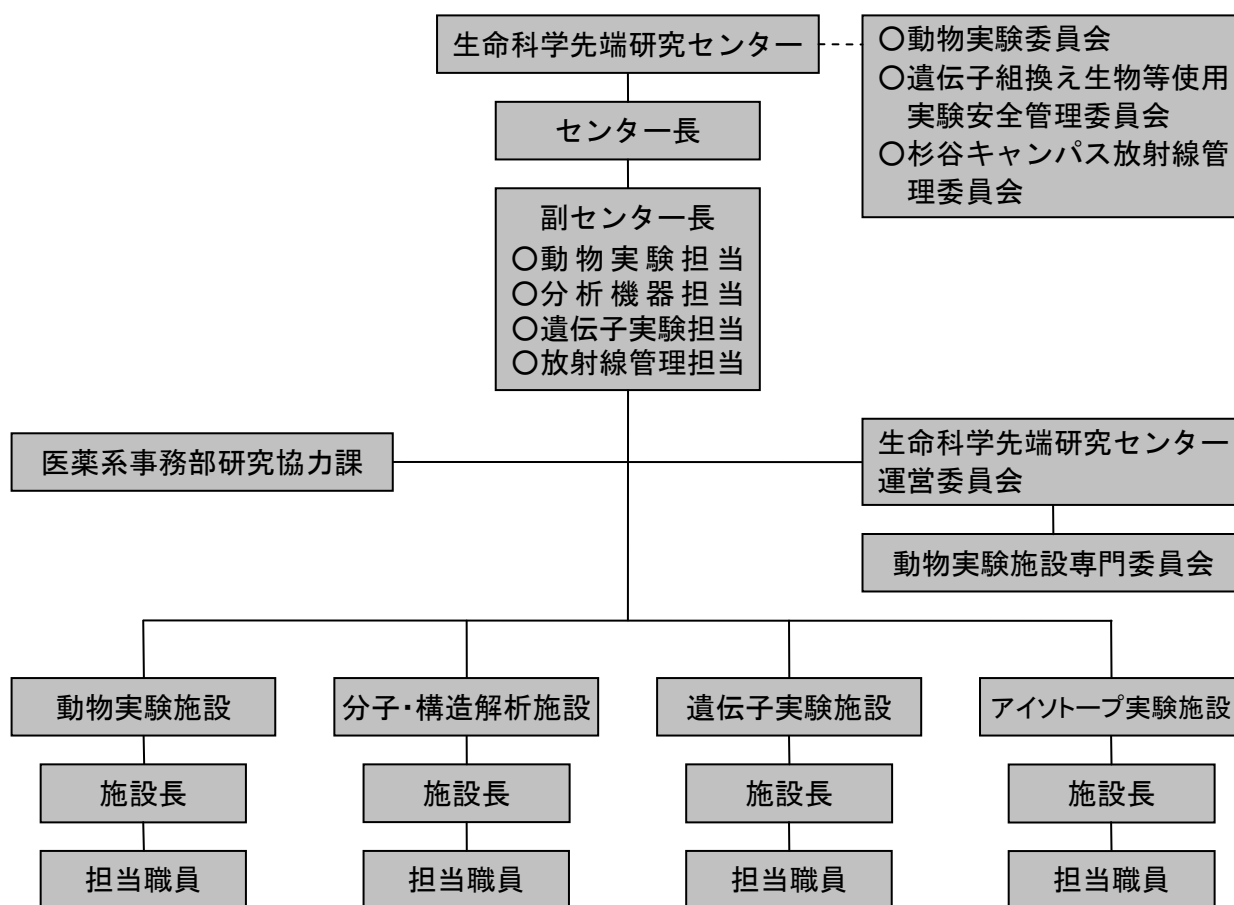 生命科学先端研究センター
○動物実験委員会
○遺伝子組換え生物等使用
実験安全管理委員会
○杉谷キャンパス放射線管
理委員会
センター長
副センター長
○動物実験担当
○分析機器担当
○遺伝子実験担当
○放射線管理担当
医薬系事務部研究協力課
生命科学先端研究センター
運営委員会
動物実験施設専門委員会
動物実験施設
分子・構造解析施設
遺伝子実験施設
アイソトープ実験施設
施設長
施設長
施設長
施設長
担当職員
担当職員
担当職員
担当職員